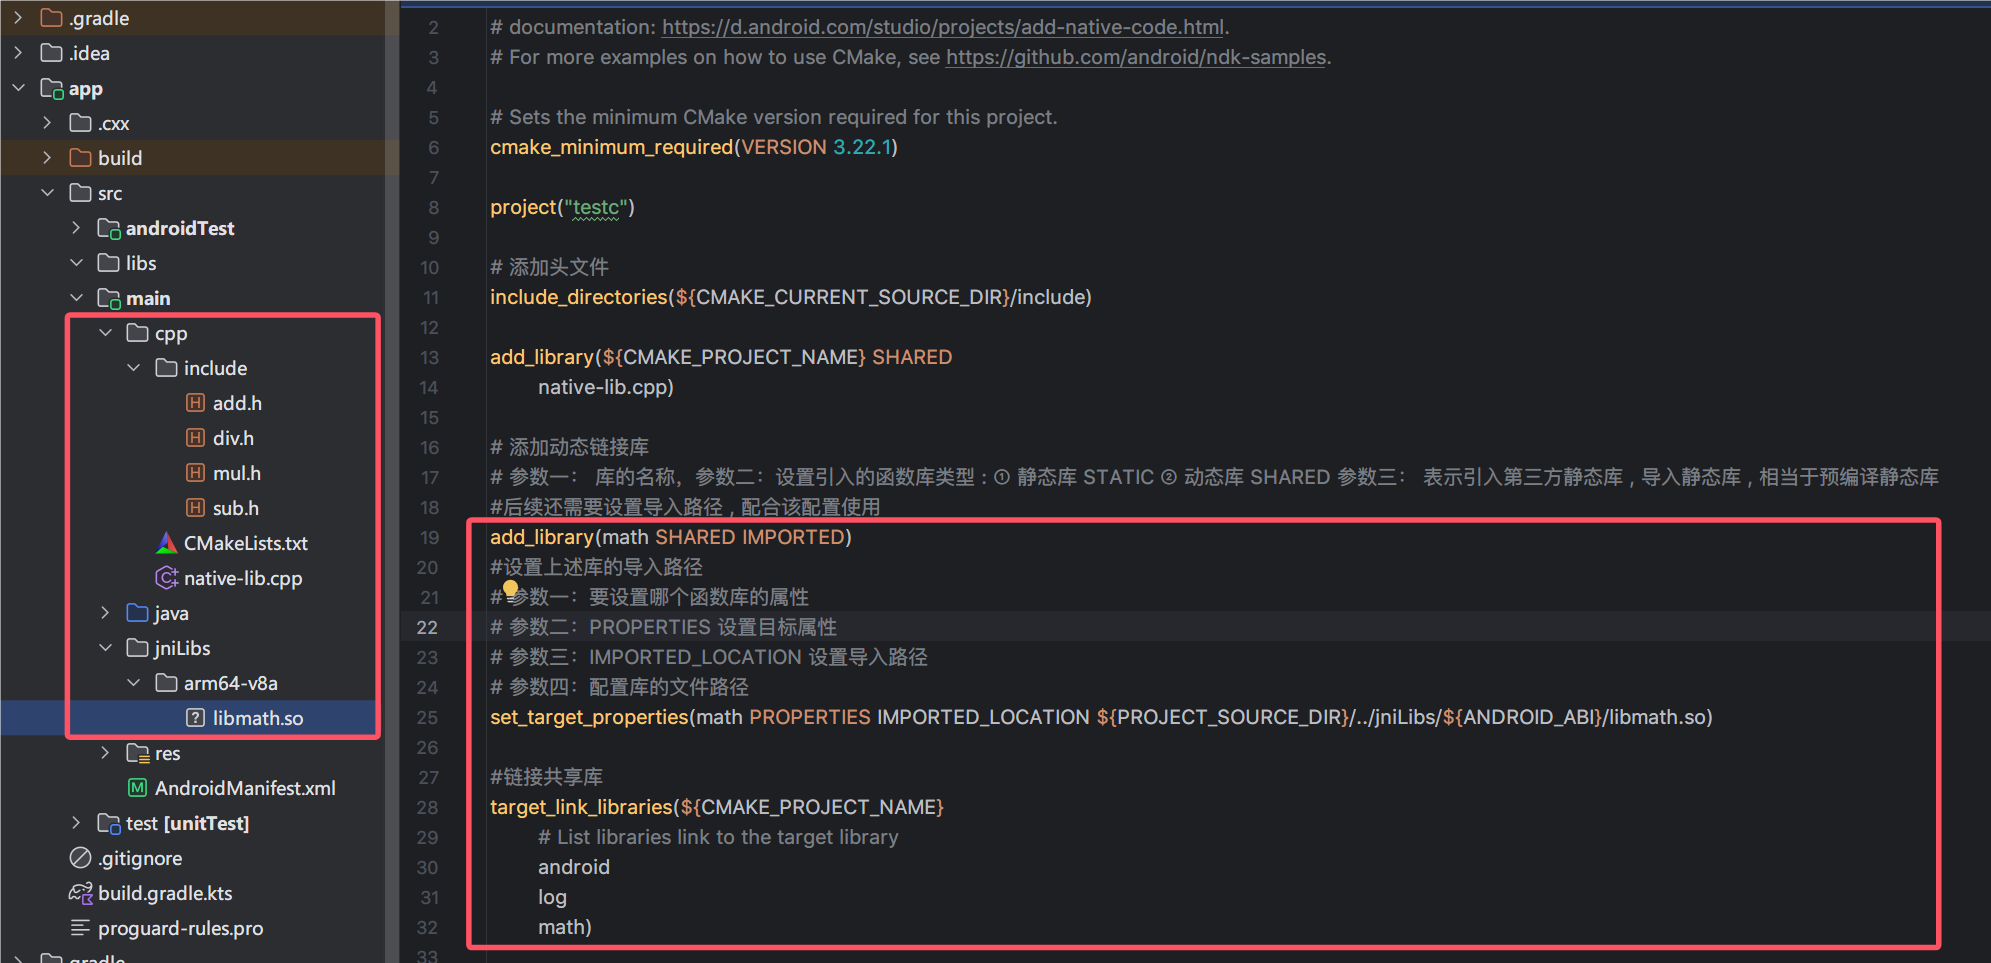 .gradle
.idea
app
.cxx
build
src
androidTest
libs
main
cpp
include
add.h
div.h
mul.h
sub.h
CMakeLists.txt
native-lib.cpp
java
jniLibs
arm64-v8a
libmath.so
res
AndroidManifest.xml
test [unitTest]
.gitignore
build.gradle.kts
proguard-rules.pro
gradle
2 # documentation: https://d.android.com/studio/projects/add-native-code.html.
3 # For more examples on how to use CMake, see https://github.com/android/ndk-samples.
4
5 # Sets the minimum CMake version required for this project.
6 cmake_minimum_required(VERSION 3.22.1)
7
8 project("testc")
9
10 # 添加头文件
11 include_directories(${CMAKE_CURRENT_SOURCE_DIR}/include)
12
13 add_library(${CMAKE_PROJECT_NAME} SHARED
14 native-lib.cpp)
15
16 # 添加动态链接库
17 # 参数一： 库的名称，参数二：设置引入的函数库类型 : ① 静态库 STATIC ② 动态库 SHARED 参数三： 表示引入第三方静态库 , 导入静态库 , 相当于预编译静态库
18 #后续还需要设置导入路径 , 配合该配置使用
19 add_library(math SHARED IMPORTED)
20 #设置上述库的导入路径
21 # 参数一：要设置哪个函数库的属性
22 # 参数二：PROPERTIES 设置目标属性
23 # 参数三：IMPORTED_LOCATION 设置导入路径
24 # 参数四：配置库的文件路径
25 set_target_properties(math PROPERTIES IMPORTED_LOCATION ${PROJECT_SOURCE_DIR}/../jniLibs/${ANDROID_ABI}/libmath.so)
26
27 #链接共享库
28 target_link_libraries(${CMAKE_PROJECT_NAME}
29 # List libraries link to the target library
30 android
31 log
32 math)
33